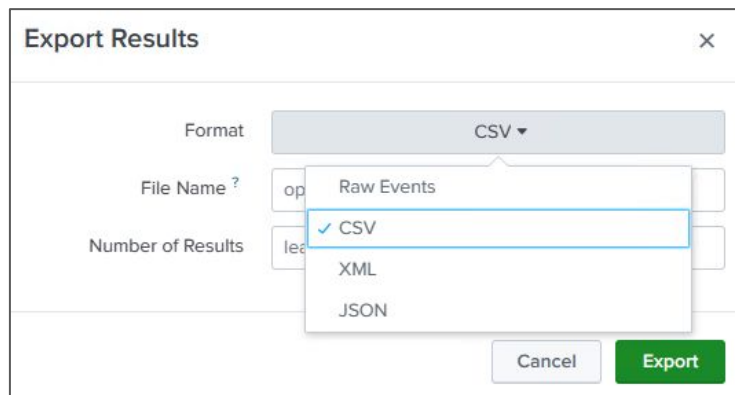 Export Results
Format
CSV
File Name ?
op
Raw Events
CSV
Number of Results
lea
XML
JSON
Cancel
Export